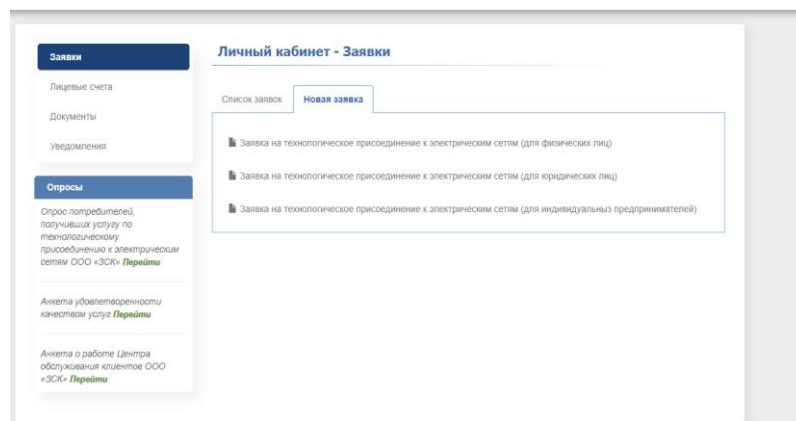 Заявки
Лицевые счета
Документы
Уведомления
Опросы
Опрос потребителей,
получивших услугу по
технологическому
присоединению к электрическим
сетям ООО «ЗСК» Перейти
Анкета удовлетворенности
качеством услуг Перейти
Анкета о работе Центра
обслуживания клиентов ООО
«ЗСК» Перейти
Личный кабинет - Заявки
Список заявок Новая заявка
Заявка на технологическое присоединение к электрическим сетям (для физических лиц)
Заявка на технологическое присоединение к электрическим сетям (для юридических лиц)
Заявка на технологическое присоединение к электрическим сетям (для индивидуальныз предпринимателей)